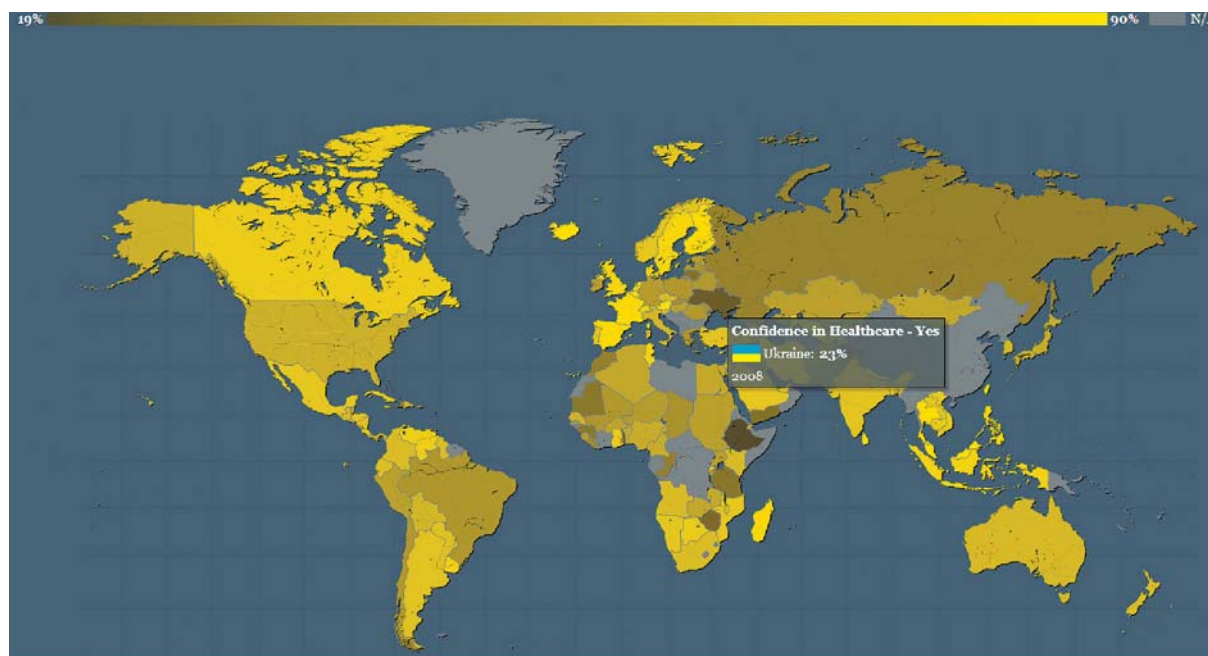 19% 90% N/
Confidence in Healthcare - Yes
Ukraine: 23%
2008